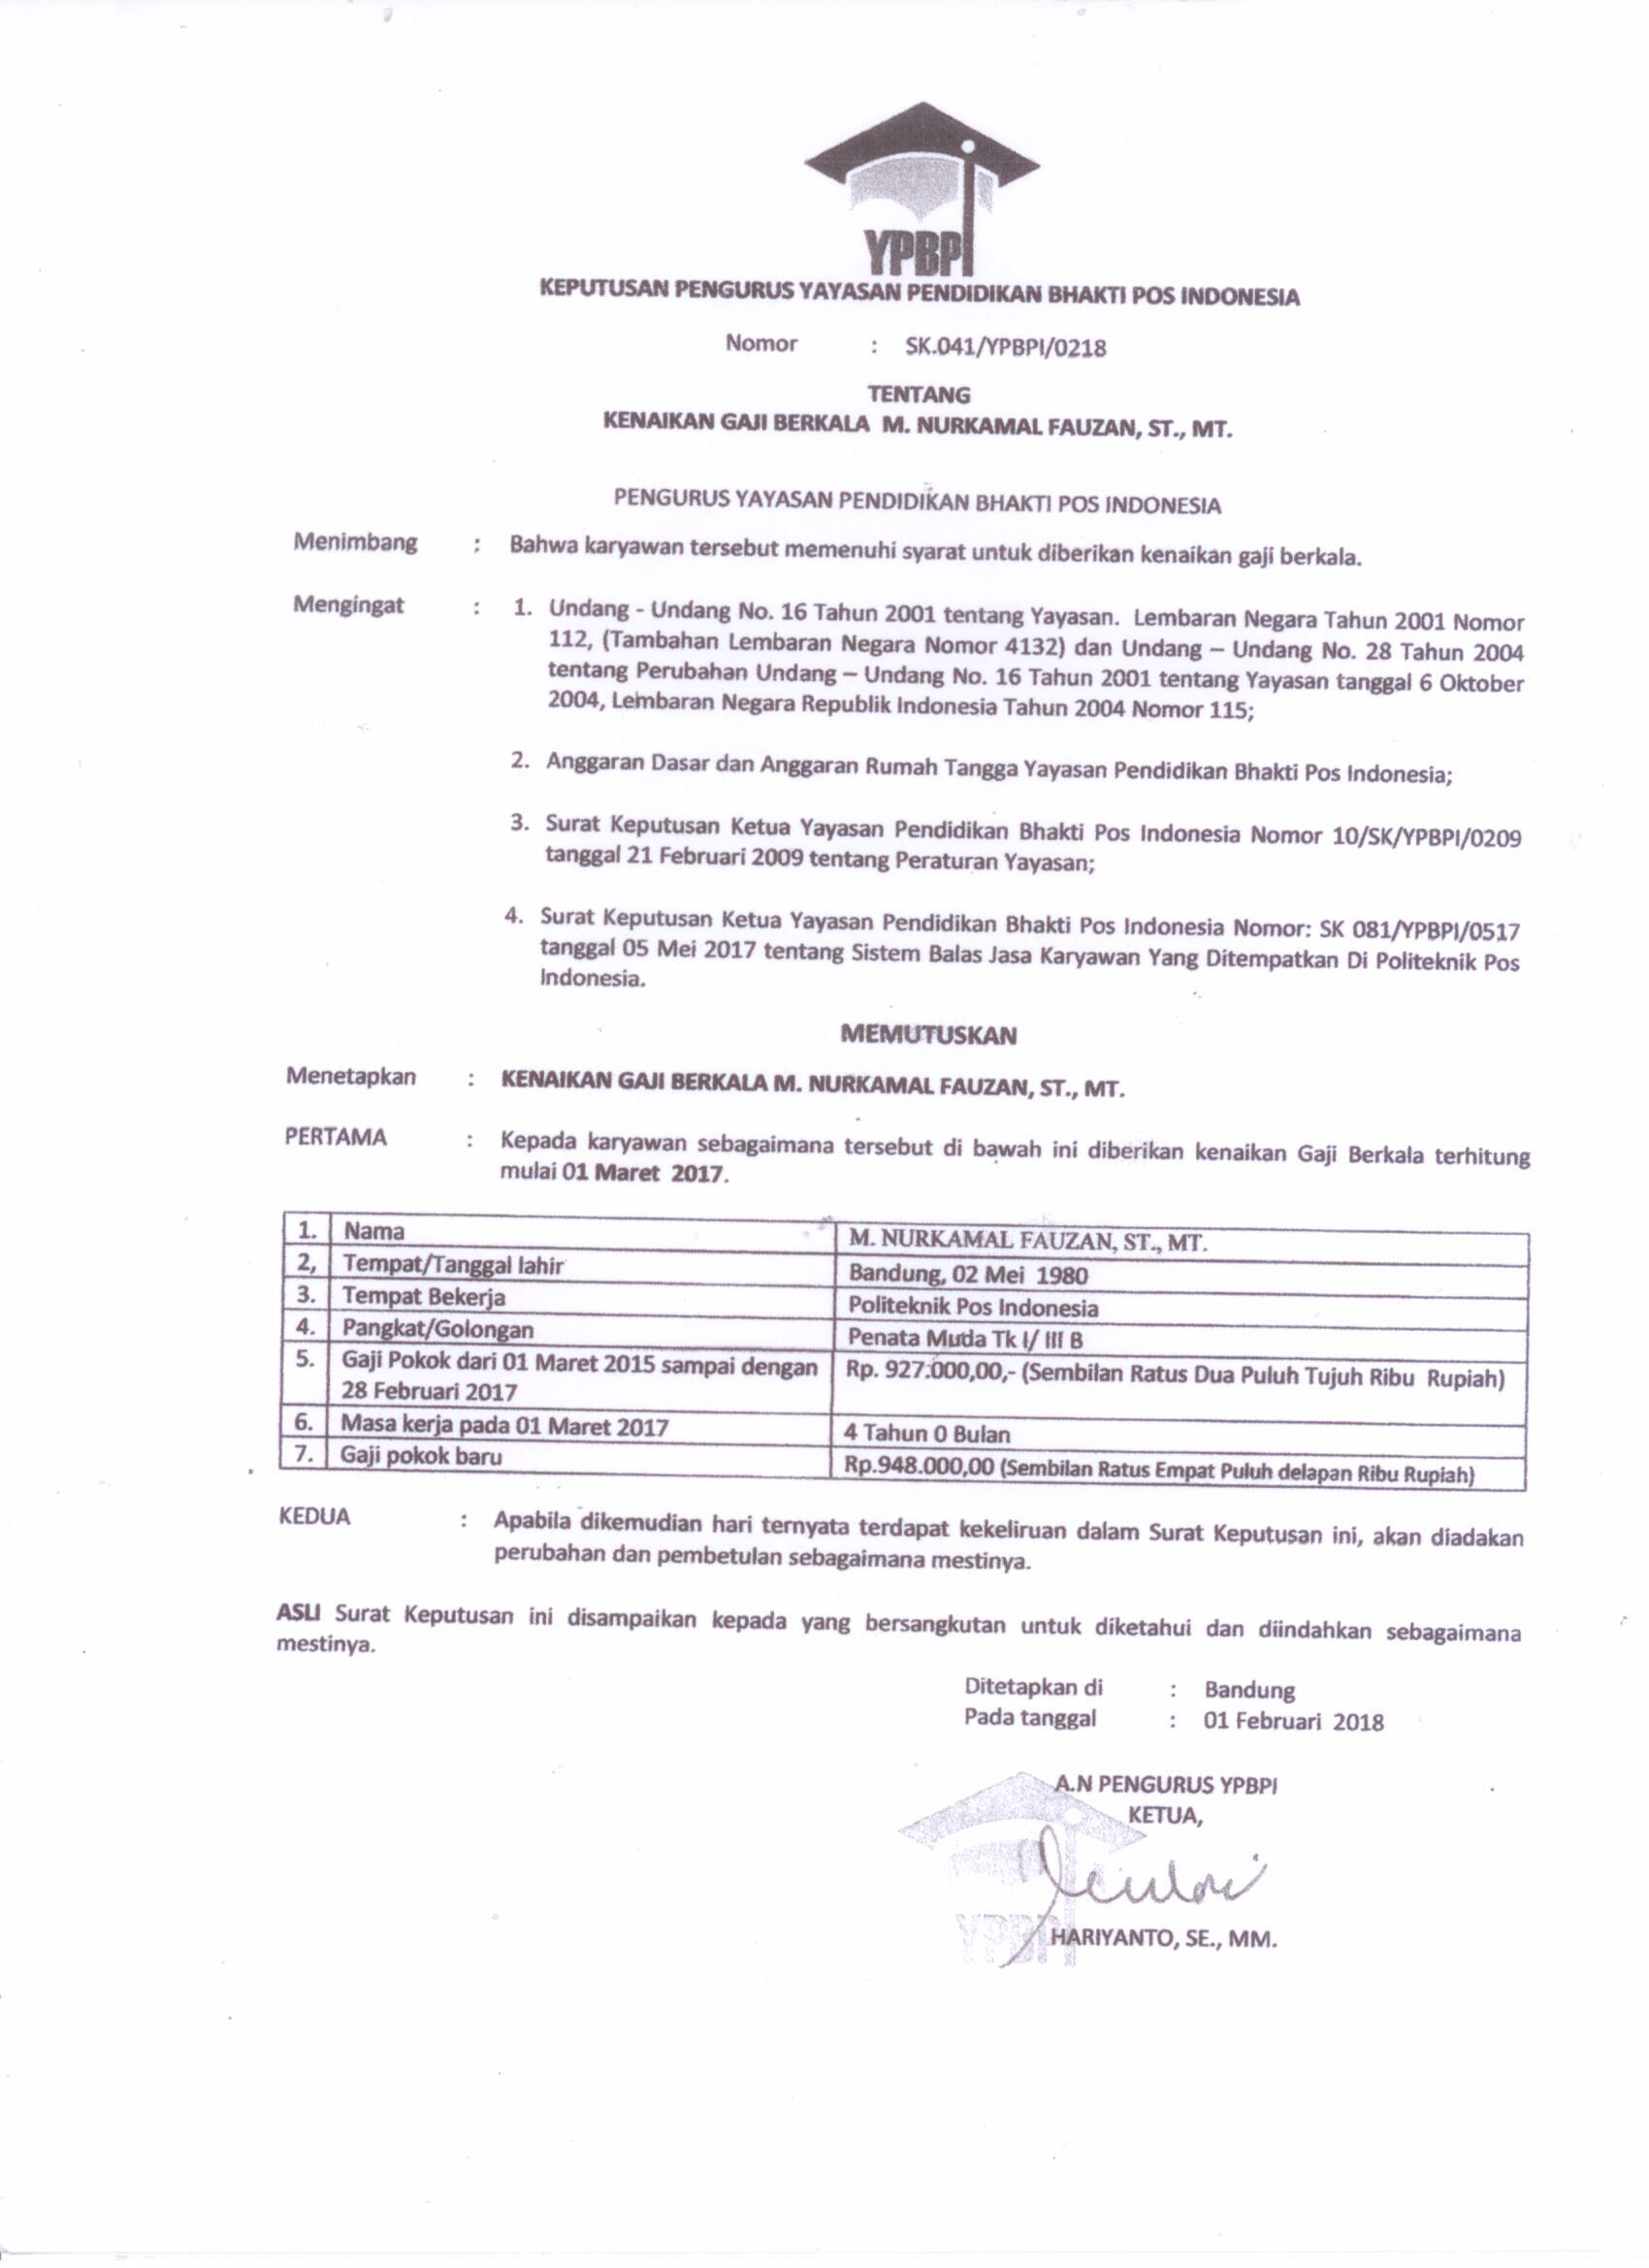 YPBPI
KEPUTUSAN PENGURUS YAYASAN PENDIDIKAN BHAKTI POS INDONESIA
Nomor : SK.041/YPBPI/0218
TENTANG
KENAIKAN GAJI BERKALA M. NURKAMAL FAUZAN, ST., MT.
PENGURUS YAYASAN PENDIDIKAN BHAKTI POS INDONESIA
Menimbang : Bahwa karyawan tersebut memenuhi syarat untuk diberikan kenaikan gaji berkala.
Mengingat : 1. Undang - Undang No. 16 Tahun 2001 tentang Yayasan. Lembaran Negara Tahun 2001 Nomor
112, (Tambahan Lembaran Negara Nomor 4132) dan Undang – Undang No. 28 Tahun 2004
tentang Perubahan Undang – Undang No. 16 Tahun 2001 tentang Yayasan tanggal 6 Oktober
2004, Lembaran Negara Republik Indonesia Tahun 2004 Nomor 115;
2. Anggaran Dasar dan Anggaran Rumah Tangga Yayasan Pendidikan Bhakti Pos Indonesia;
3. Surat Keputusan Ketua Yayasan Pendidikan Bhakti Pos Indonesia Nomor 10/SK/YPBPI/0209
tanggal 21 Februari 2009 tentang Peraturan Yayasan;
4. Surat Keputusan Ketua Yayasan Pendidikan Bhakti Pos Indonesia Nomor: SK 081/YPBPI/0517
tanggal 05 Mei 2017 tentang Sistem Balas Jasa Karyawan Yang Ditempatkan Di Politeknik Pos
Indonesia.
MEMUTUSKAN
Menetapkan : KENAIKAN GAJI BERKALA M. NURKAMAL FAUZAN, ST., MT.
PERTAMA : Kepada karyawan sebagaimana tersebut di bawah ini diberikan kenaikan Gaji Berkala terhitung
mulai 01 Maret 2017.
1. Nama M. NURKAMAL FAUZAN, ST., MT.
2, Tempat/Tanggal lahir Bandung, 02 Mei 1980
3. Tempat Bekerja Politeknik Pos Indonesia
4. Pangkat/Golongan Penata Muda Tk I/ III B
5. Gaji Pokok dari 01 Maret 2015 sampai dengan Rp. 927.000,00,- (Sembilan Ratus Dua Puluh Tujuh Ribu Rupiah)
28 Februari 2017
6. Masa kerja pada 01 Maret 2017 4 Tahun 0 Bulan
7. Gaji pokok baru Rp.948.000,00 (Sembilan Ratus Empat Puluh delapan Ribu Rupiah)
KEDUA : Apabila dikemudian hari ternyata terdapat kekeliruan dalam Surat Keputusan ini, akan diadakan
perubahan dan pembetulan sebagaimana mestinya.
ASLI Surat Keputusan ini disampaikan kepada yang bersangkutan untuk diketahui dan diindahkan sebagaimana
mestinya.
Ditetapkan di : Bandung
Pada tanggal : 01 Februari 2018
A.N PENGURUS YPBPI
KETUA,
YPBPI
HARIYANTO, SE., MM.